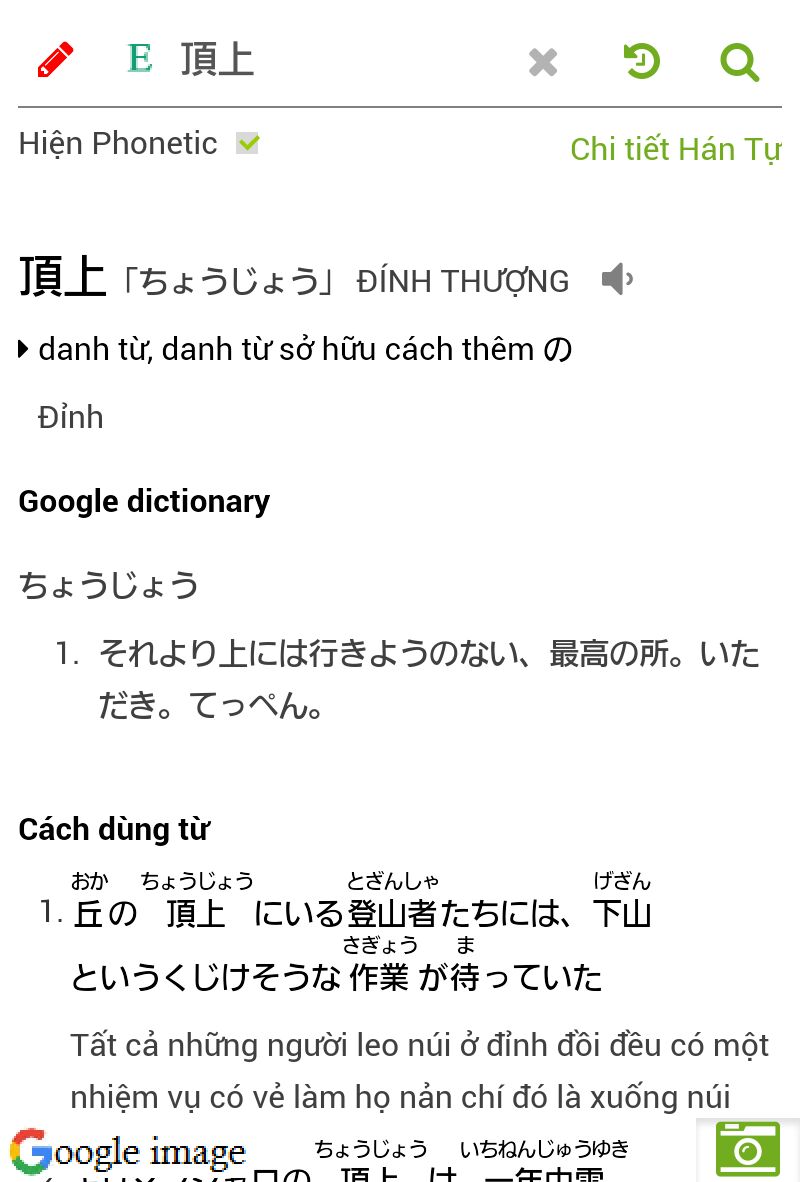 E 頂上
Hiện Phonetic
Chi tiết Hán Tự
頂上「ちょうじょう」 ĐÍNH THƯỢNG
danh từ, danh từ sở hữu cách thêm の
Đỉnh
Google dictionary
ちょうじょう
1. それより上には行きようのない、最高の所。いた
だき。てっぺん。
Cách dùng từ
おか ちょうじょう とざんしゃ げざん
1. 丘の 頂上 にいる登山者たちには、下山
さぎょう ま
というくじけそうな 作業 が待っていた
Tất cả những người leo núi ở đỉnh đồi đều có một
nhiệm vụ có vẻ làm họ nản chí đó là xuống núi
Google image
ちょうじょう いちねんじゅうゆき
の 頂上 は 一年中雪